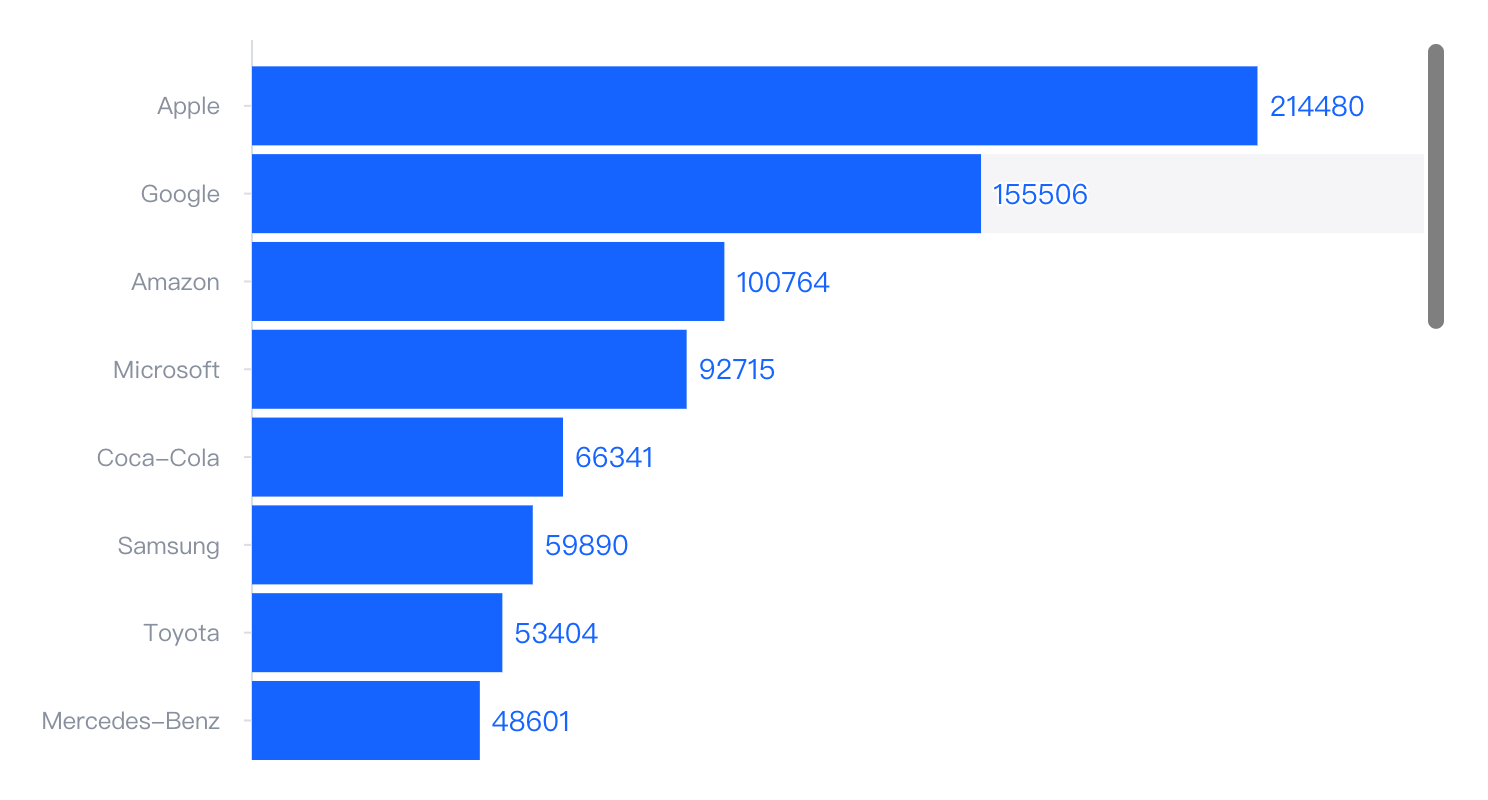 Apple 214480
Google 155506
Amazon 100764
Microsoft 92715
Coca–Cola 66341
Samsung 59890
Toyota 53404
Mercedes–Benz 48601